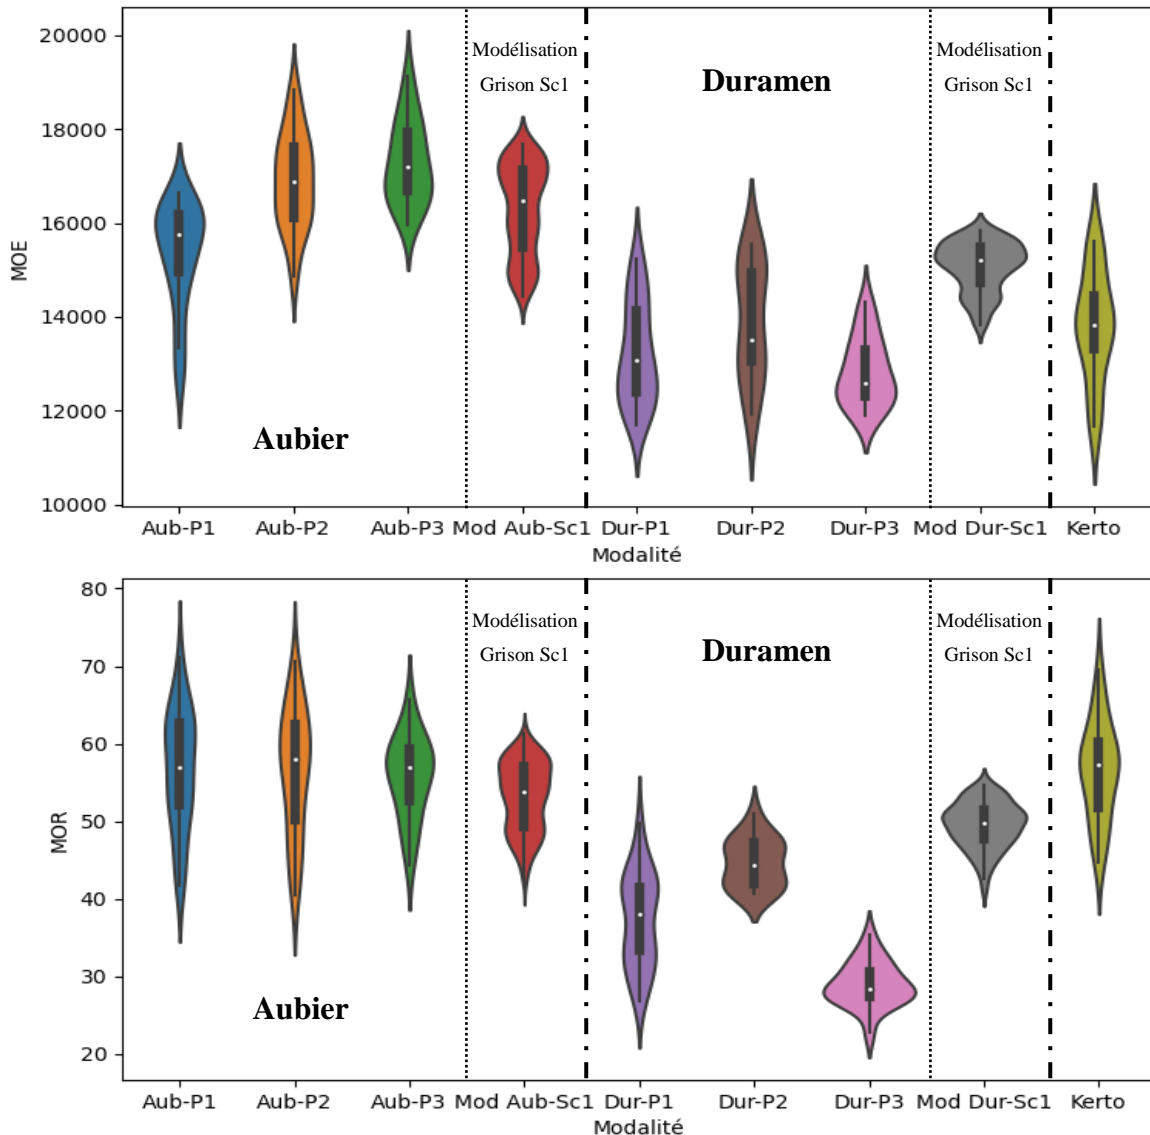 20000
18000
16000
14000
12000
10000
MOE
Modélisation
Grison Sc1
Duramen
Modélisation
Grison Sc1
Aubier
Aub-P1 Aub-P2 Aub-P3 Mod Aub-Sc1 Dur-P1 Dur-P2 Dur-P3 Mod Dur-Sc1 Kerto
Modalité
80
70
60
50
40
30
20
MOR
Modélisation
Grison Sc1
Duramen
Modélisation
Grison Sc1
Aubier
Aub-P1 Aub-P2 Aub-P3 Mod Aub-Sc1 Dur-P1 Dur-P2 Dur-P3 Mod Dur-Sc1 Kerto
Modalité